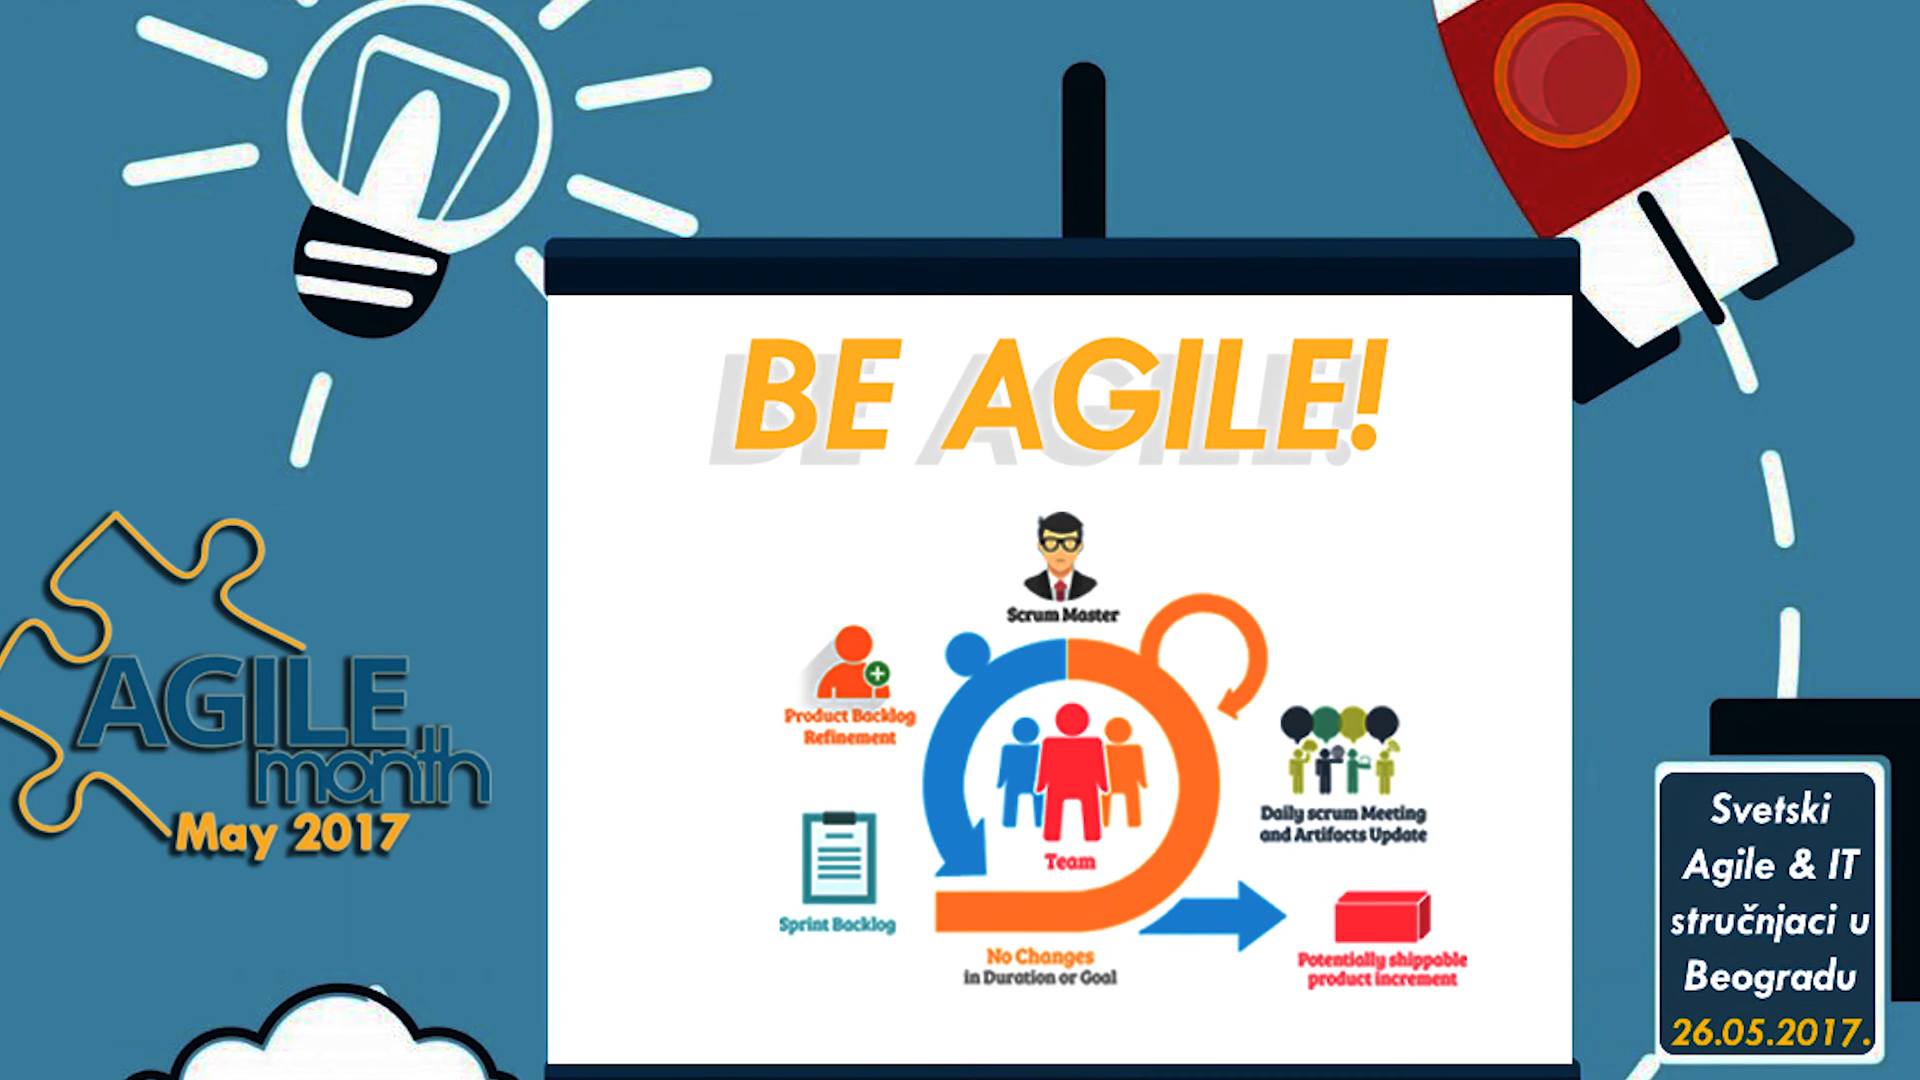 BE AGILE!
Scrum Master
Product Backlog
Refinement
Team
Daily scrum Meeting
and Artifacts Update
Sprint Backlog
No Changes
in Duration or Goal
Potentially shippable
product increment
AGILE
month
May 2017
Svetski
Agile & IT
stručnjaci u
Beogradu
26.05.2017.